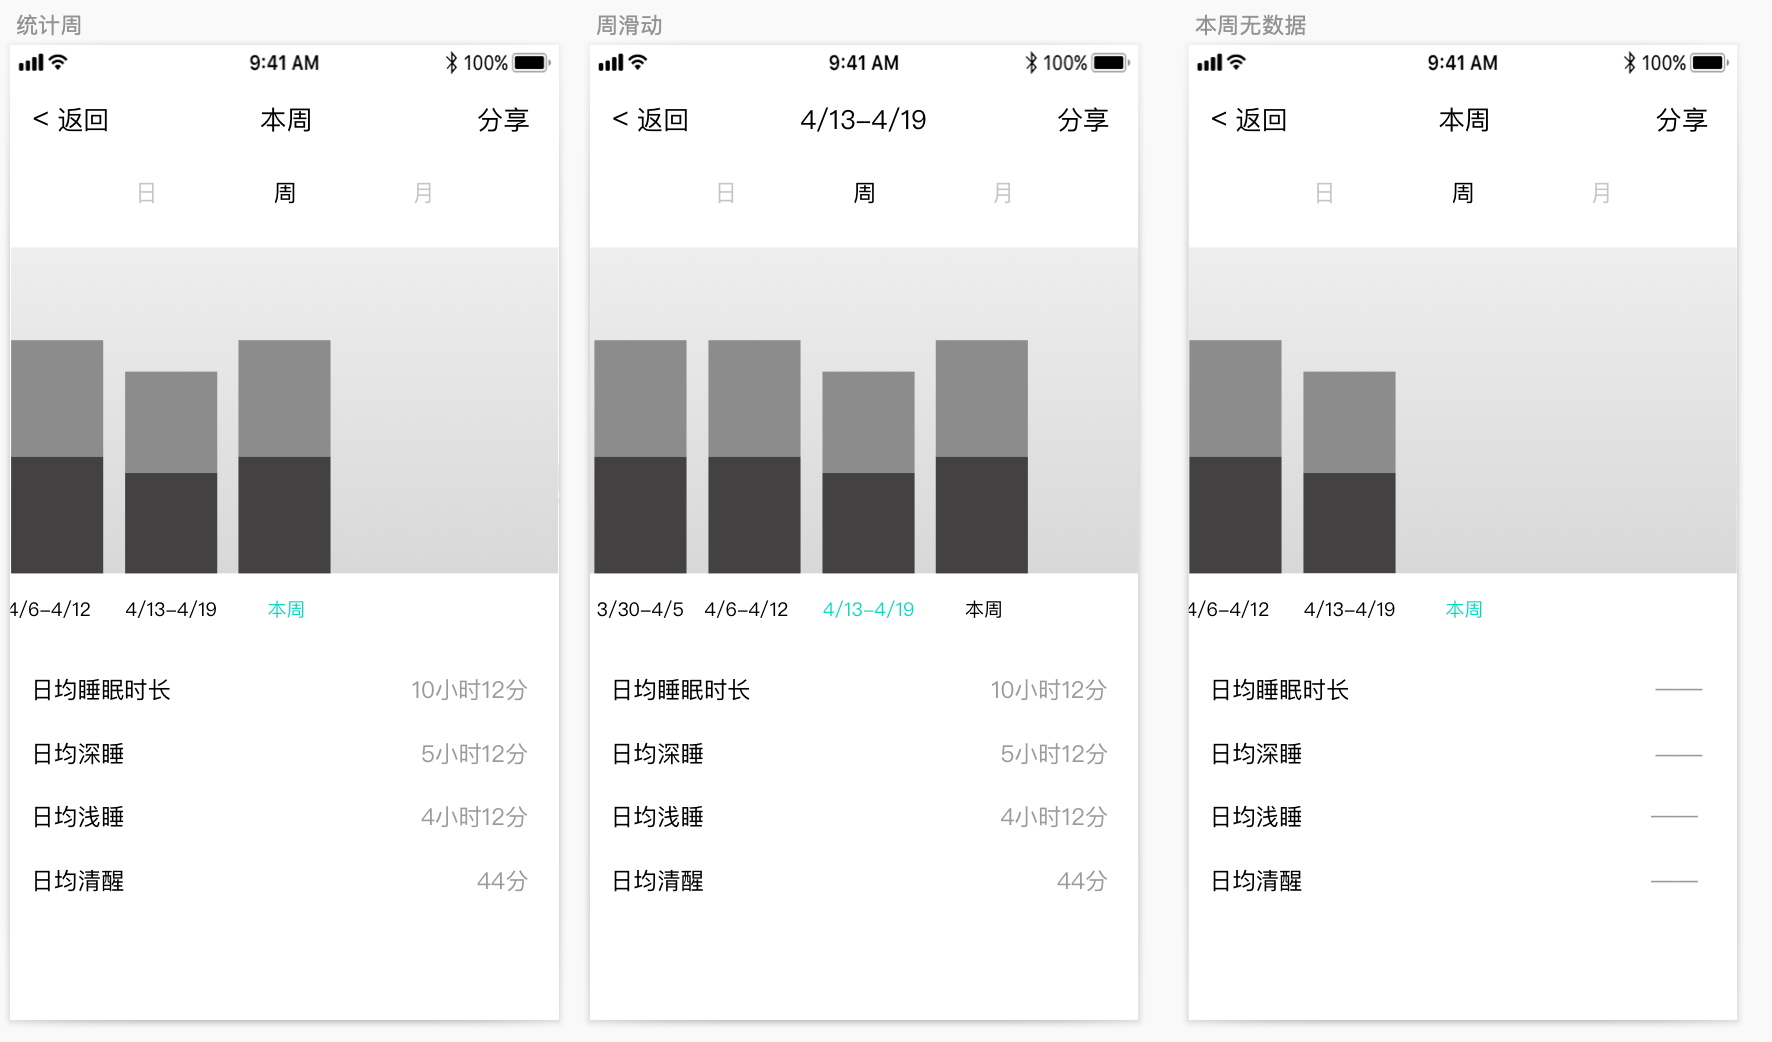 统计周
9:41 AM
100%
< 返回
本周
分享
日
周
月
4/6-4/12
4/13-4/19
本周
日均睡眠时长
10小时12分
日均深睡
5小时12分
日均浅睡
4小时12分
日均清醒
44分
周滑动
9:41 AM
100%
< 返回
4/13-4/19
分享
日
周
月
3/30-4/5
4/6-4/12
4/13-4/19
本周
日均睡眠时长
10小时12分
日均深睡
5小时12分
日均浅睡
4小时12分
日均清醒
44分
本周无数据
9:41 AM
100%
< 返回
本周
分享
日
周
月
4/6-4/12
4/13-4/19
本周
日均睡眠时长
——
日均深睡
——
日均浅睡
——
日均清醒
——